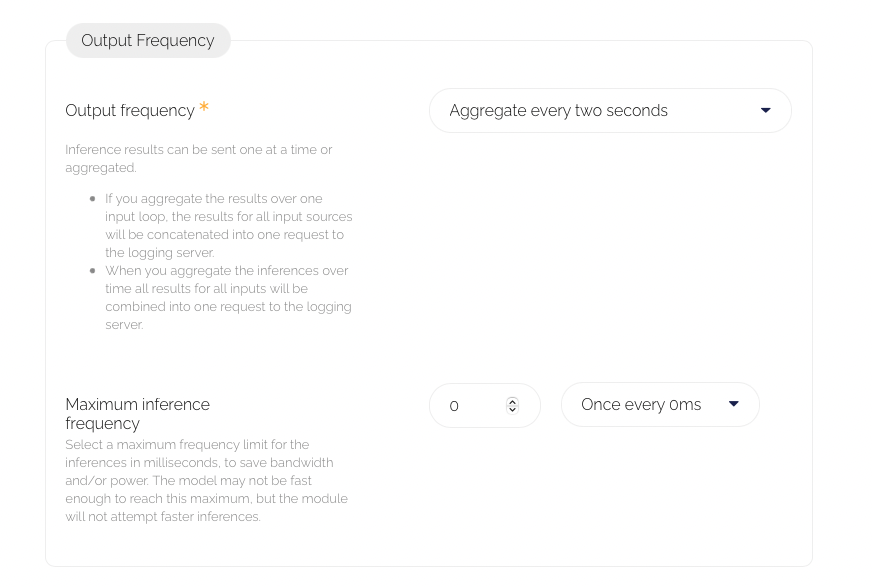 Output Frequency
Output frequency *
Aggregate every two seconds
Inference results can be sent one at a time or
aggregated.
If you aggregate the results over one
input loop, the results for all input sources
will be concatenated into one request to
the logging server.
When you aggregate the inferences over
time all results for all inputs will be
combined into one request to the logging
server.
Maximum inference
frequency
0
Once every 0ms
Select a maximum frequency limit for the
inferences in milliseconds, to save bandwidth
and/or power. The model may not be fast
enough to reach this maximum, but the module
will not attempt faster inferences.